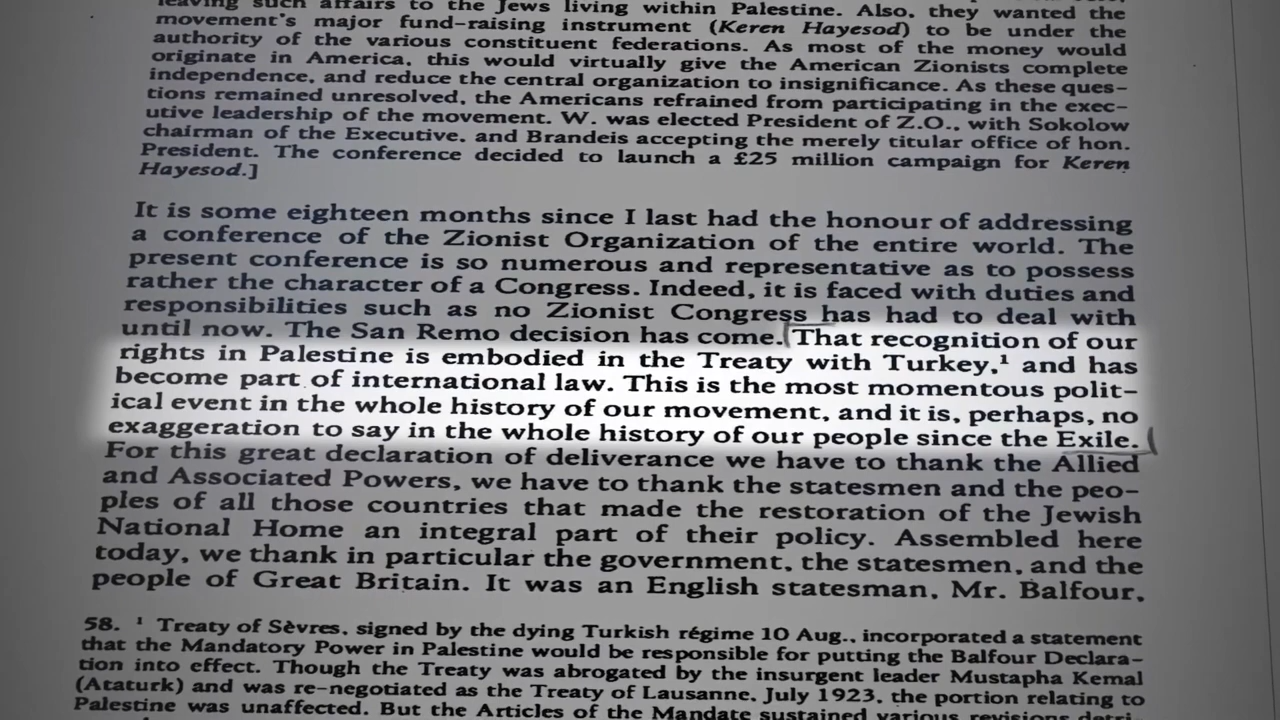 leaving such affairs to the Jews living within Palestine. Also, they wanted the
movement's major fund-raising instrument (Keren Hayesod) to be under the
authority of the various constituent federations. As most of the money would
originate in America, this would virtually give the American Zionists complete
independence, and reduce the central organization to insignificance. As these ques-
tions remained unresolved, the Americans refrained from participating in the exec-
utive leadership of the movement. W. was elected President of Z.O., with Sokolow
chairman of the Executive, and Brandeis accepting the merely titular office of hon.
President. The conference decided to launch a £25 million campaign for Keren
Hayesod.]
It is some eighteen months since I last had the honour of addressing
a conference of the Zionist Organization of the entire world. The
present conference is so numerous and representative as to possess
rather the character of a Congress. Indeed, it is faced with duties and
responsibilities such as no Zionist Congress has had to deal with
until now. The San Remo decision has come. That recognition of our
rights in Palestine is embodied in the Treaty with Turkey,¹ and has
become part of international law. This is the most momentous polit-
ical event in the whole history of our movement, and it is, perhaps, no
exaggeration to say in the whole history of our people since the Exile.
For this great declaration of deliverance we have to thank the Allied
and Associated Powers, we have to thank the statesmen and the peo-
ples of all those countries that made the restoration of the Jewish
National Home an integral part of their policy. Assembled here
today, we thank in particular the government, the statesmen, and the
people of Great Britain. It was an English statesman, Mr. Balfour,
58. ¹ Treaty of Sèvres, signed by the dying Turkish régime 10 Aug., incorporated a statement
that the Mandatory Power in Palestine would be responsible for putting the Balfour Declara-
tion into effect. Though the Treaty was abrogated by the insurgent leader Mustapha Kemal
(Ataturk) and was re-negotiated as the Treaty of Lausanne, July 1923, the portion relating to
Palestine was unaffected. But the Articles of the Mandate sustained various revisions detri-